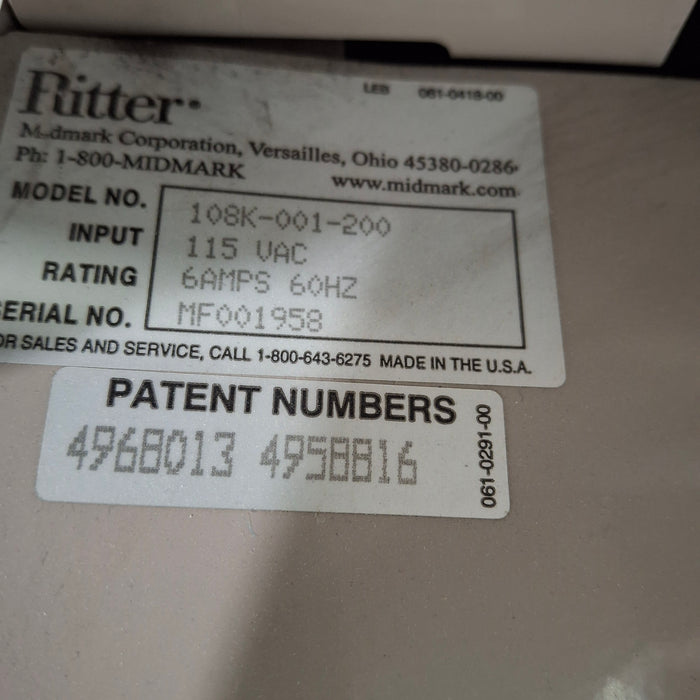 Ritter®
LEB 061-0418-00
Midmark Corporation, Versailles, Ohio 45380-0286
Ph: 1-800-MIDMARK
www.midmark.com
MODEL NO. 108K-001-200
INPUT 115 VAC
RATING 6AMPS 60HZ
SERIAL NO. MF001958
FOR SALES AND SERVICE, CALL 1-800-643-6275 MADE IN THE U.S.A.
PATENT NUMBERS
4968013 4958816
061-0291-00